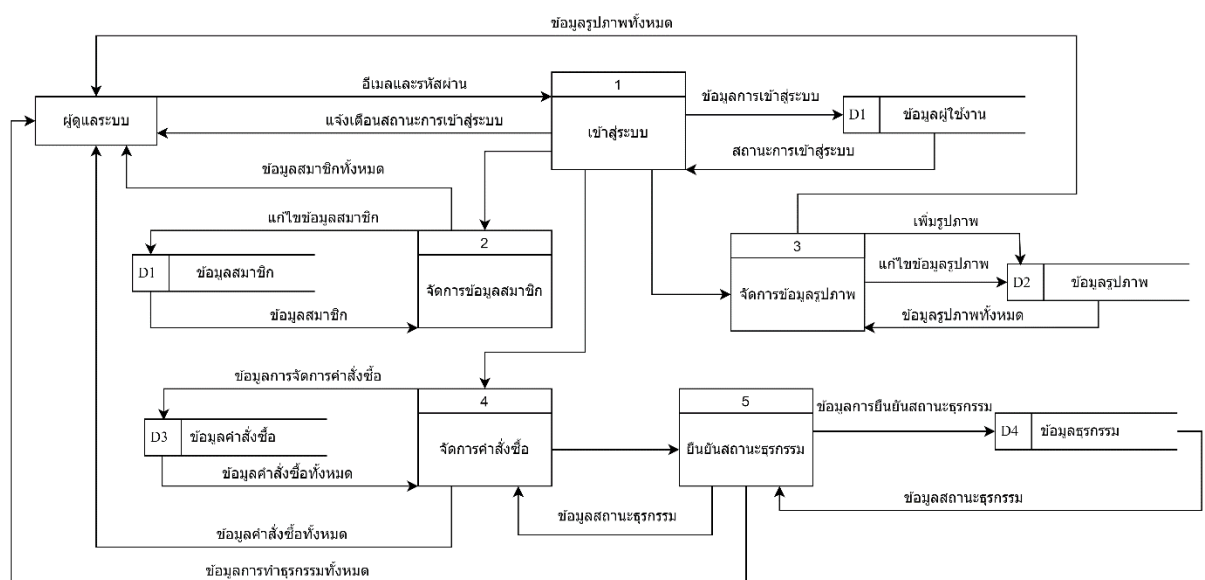 ข้อมูลรูปภาพทั้งหมด
อีเมลและรหัสผ่าน
1
ข้อมูลการเข้าสู่ระบบ
ผู้ดูแลระบบ
แจ้งเตือนสถานะการเข้าสู่ระบบ
เข้าสู่ระบบ
D1
ข้อมูลผู้ใช้งาน
สถานะการเข้าสู่ระบบ
ข้อมูลสมาชิกทั้งหมด
แก้ไขข้อมูลสมาชิก
2
D1
ข้อมูลสมาชิก
จัดการข้อมูลสมาชิก
ข้อมูลสมาชิก
3
เพิ่มรูปภาพ
แก้ไขข้อมูลรูปภาพ
จัดการข้อมูลรูปภาพ
D2
ข้อมูลรูปภาพ
ข้อมูลรูปภาพทั้งหมด
ข้อมูลการจัดการคำสั่งซื้อ
4
D3
ข้อมูลคำสั่งซื้อ
จัดการคำสั่งซื้อ
ข้อมูลคำสั่งซื้อทั้งหมด
5
ยืนยันสถานะธุรกรรม
ข้อมูลการยืนยันสถานะธุรกรรม
D4
ข้อมูลธุรกรรม
ข้อมูลสถานะธุรกรรม
ข้อมูลสถานะธุรกรรม
ข้อมูลคำสั่งซื้อทั้งหมด
ข้อมูลการทำธุรกรรมทั้งหมด